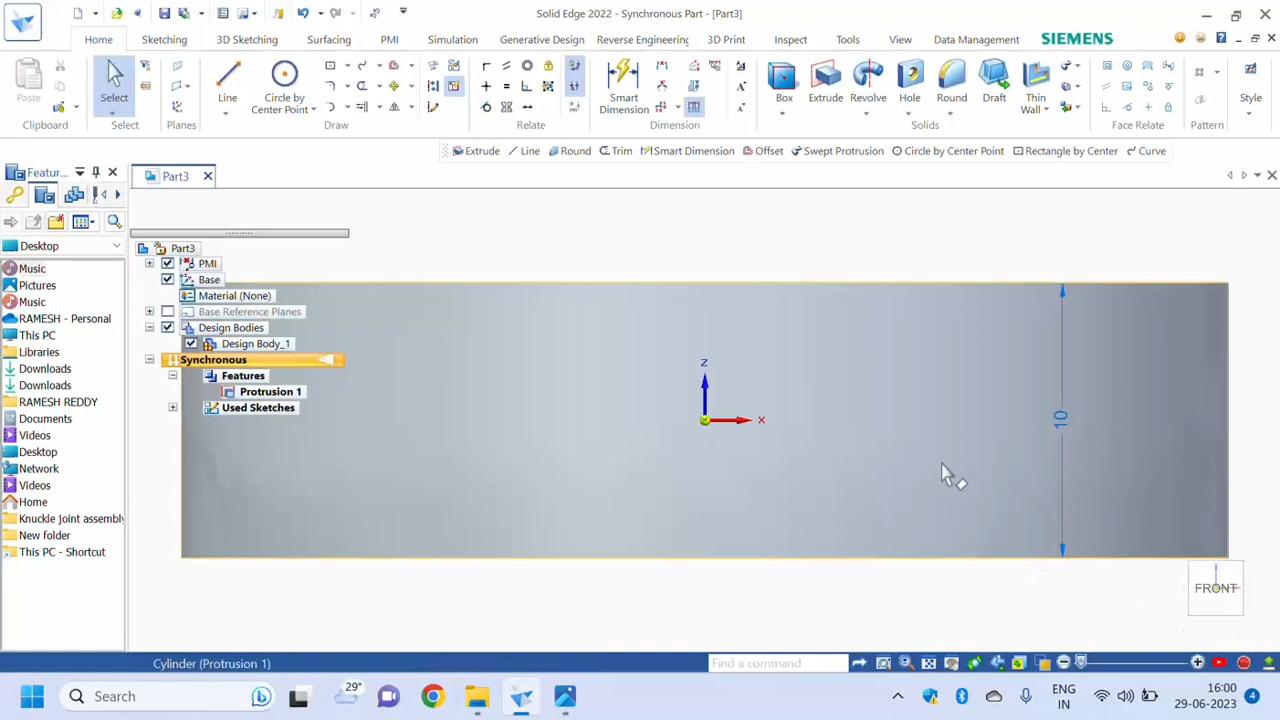 Solid Edge 2022 - Synchronous Part - [Part3]
Home Sketching 3D Sketching Surfacing PMI Simulation Generative Design Reverse Engineering 3D Print Inspect Tools View Data Management SIEMENS
Paste Select Line Circle by Center Point Smart Dimension Box Extrude Revolve Hole Round Draft Thin Wall Style
Clipboard Select Planes Draw Relate Dimension Solids Face Relate Pattern
Extrude Line Round Trim Smart Dimension Offset Swept Protrusion Circle by Center Point Rectangle by Center Curve
Featur... Part3
Desktop
Music
Pictures
Music
RAMESH - Personal
This PC
Libraries
Downloads
Downloads
RAMESH REDDY
Documents
Videos
Desktop
Network
Videos
Home
Knuckle joint assembly
New folder
This PC - Shortcut
Part3
PMI
Base
Material (None)
Base Reference Planes
Design Bodies
Design Body_1
Synchronous
Features
Protrusion 1
Used Sketches
Z
X
10
FRONT
Cylinder (Protrusion 1) Find a command
Search 29° ENG IN 16:00 29-06-2023 4